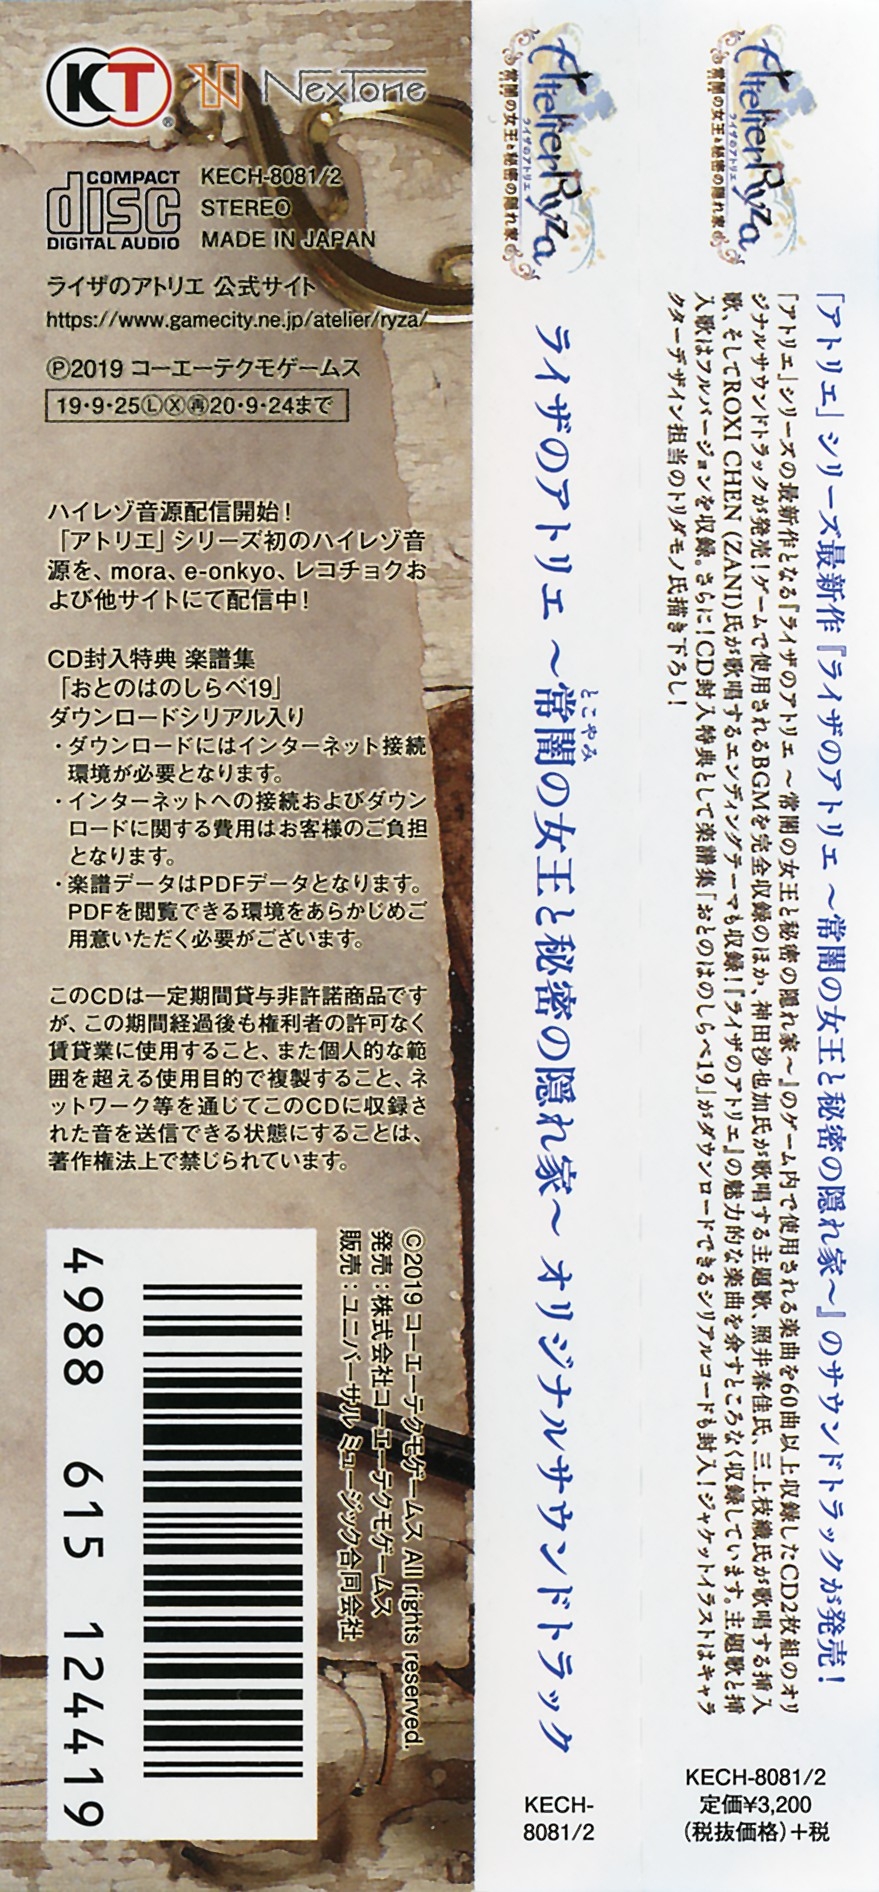 KT
NexTone
COMPACT
disc
DIGITAL AUDIO
KECH-8081/2
STEREO
MADE IN JAPAN
ライザのアトリエ 公式サイト
https://www.gamecity.ne.jp/atelier/ryza/
Ⓟ2019 コーエーテクモゲームス
19・9・25ⓁⓍ㊢20・9・24まで
ハイレゾ音源配信開始！
「アトリエ」シリーズ初のハイレゾ音
源を、mora、e-onkyo、レコチョクお
よび他サイトにて配信中！
CD封入特典 楽譜集
「おとのはのしらべ19」
ダウンロードシリアル入り
・ダウンロードにはインターネット接続
環境が必要となります。
・インターネットへの接続およびダウン
ロードに関する費用はお客様のご負担
となります。
・楽譜データはPDFデータとなります。
PDFを閲覧できる環境をあらかじめご
用意いただく必要がございます。
このCDは一定期間貸与非許諾商品です
が、この期間経過後も権利者の許可なく
賃貸業に使用すること、また個人的な範
囲を超える使用目的で複製すること、ネ
ットワーク等を通じてこのCDに収録さ
れた音を送信できる状態にすることは、
著作権法上で禁じられています。
©2019 コーエーテクモゲームス All rights reserved.
発売：株式会社コーエーテクモゲームス
販売：ユニバーサル ミュージック合同会社
4988 615 124419
Atelier Ryza
ライザのアトリエ
常闇の女王と秘密の隠れ家
ライザのアトリエ ～常闇の女王と秘密の隠れ家～ オリジナルサウンドトラック
とこやみ
KECH-
8081/2
Atelier Ryza
ライザのアトリエ
常闇の女王と秘密の隠れ家
「アトリエ」シリーズ最新作『ライザのアトリエ ～常闇の女王と秘密の隠れ家～』のサウンドトラックが発売！
「アトリエ」シリーズの最新作となる『ライザのアトリエ ～常闇の女王と秘密の隠れ家～』のゲーム内で使用される楽曲を60曲以上収録したCD2枚組のオリ
ジナルサウンドトラックが発売！ゲームで使用されるBGMを完全収録のほか、神田沙也加氏が歌唱する主題歌、照井春佳氏、三上枝織氏が歌唱する挿入
歌、そしてROXI CHEN (ZANI)氏が歌唱するエンディングテーマも収録！『ライザのアトリエ』の魅力的な楽曲を余すところなく収録しています。主題歌と挿
入歌はフルバージョンを収録。さらに！CD封入特典として楽譜集「おとのはのしらべ19」がダウンロードできるシリアルコードも封入！ジャケットイラストはキャラ
クターデザイン担当のトリダモノ氏描き下ろし！
KECH-8081/2
定価¥3,200
(税抜価格)＋税